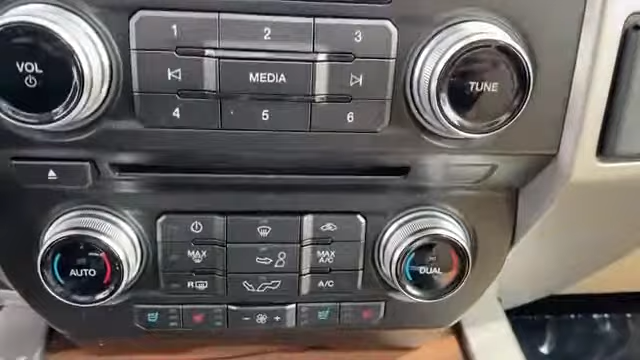 1 2 3
VOL
MEDIA
TUNE
4 5 6
AUTO
MAX
MAX
A/C
R
A/C
DUAL
- +